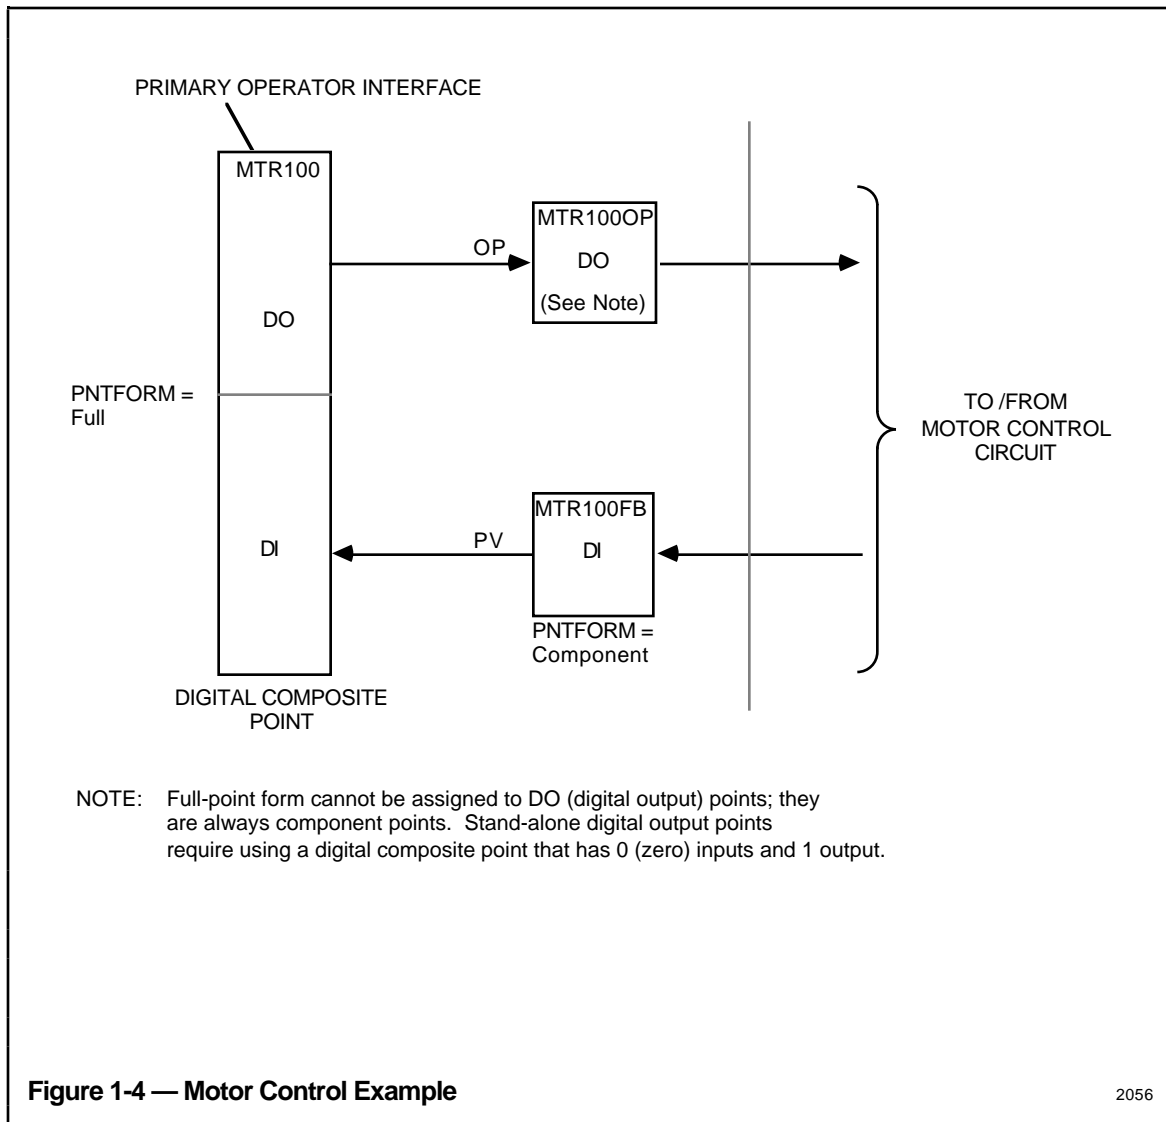 PRIMARY OPERATOR INTERFACE
MTR100
DO
PNTFORM =
Full
DI
DIGITAL COMPOSITE
POINT
OP
MTR100OP
DO
(See Note)
PV
MTR100FB
DI
PNTFORM =
Component
TO /FROM
MOTOR CONTROL
CIRCUIT
NOTE: Full-point form cannot be assigned to DO (digital output) points; they
are always component points. Stand-alone digital output points
require using a digital composite point that has 0 (zero) inputs and 1 output.
Figure 1-4 — Motor Control Example
2056